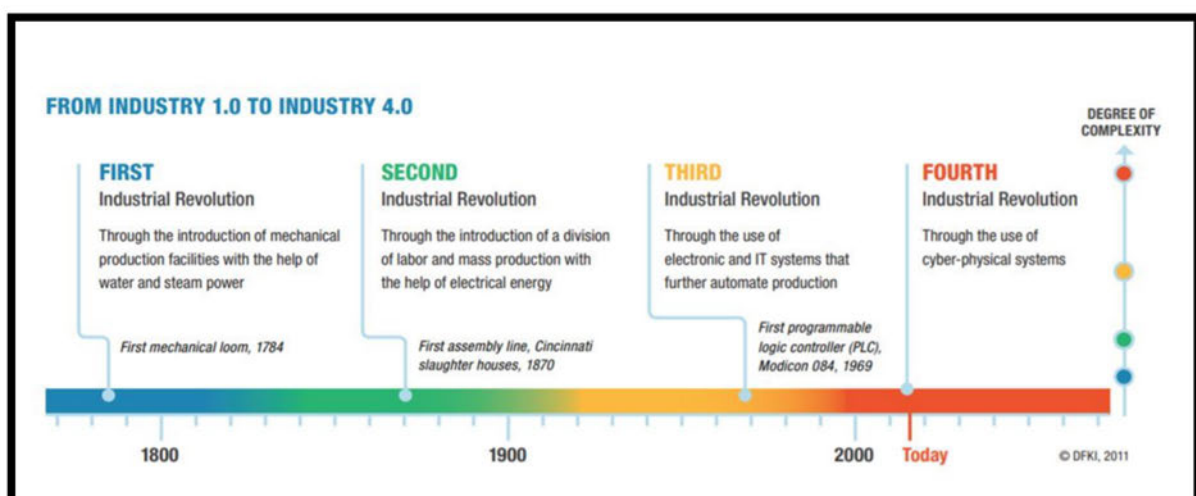 FROM INDUSTRY 1.0 TO INDUSTRY 4.0
DEGREE OF
COMPLEXITY
FIRST
Industrial Revolution
Through the introduction of mechanical
production facilities with the help of
water and steam power
First mechanical loom, 1784
SECOND
Industrial Revolution
Through the introduction of a division
of labor and mass production with
the help of electrical energy
First assembly line, Cincinnati
slaughter houses, 1870
THIRD
Industrial Revolution
Through the use of
electronic and IT systems that
further automate production
First programmable
logic controller (PLC),
Modicon 084, 1969
FOURTH
Industrial Revolution
Through the use of
cyber-physical systems
1800
1900
2000
Today
© DFKI, 2011